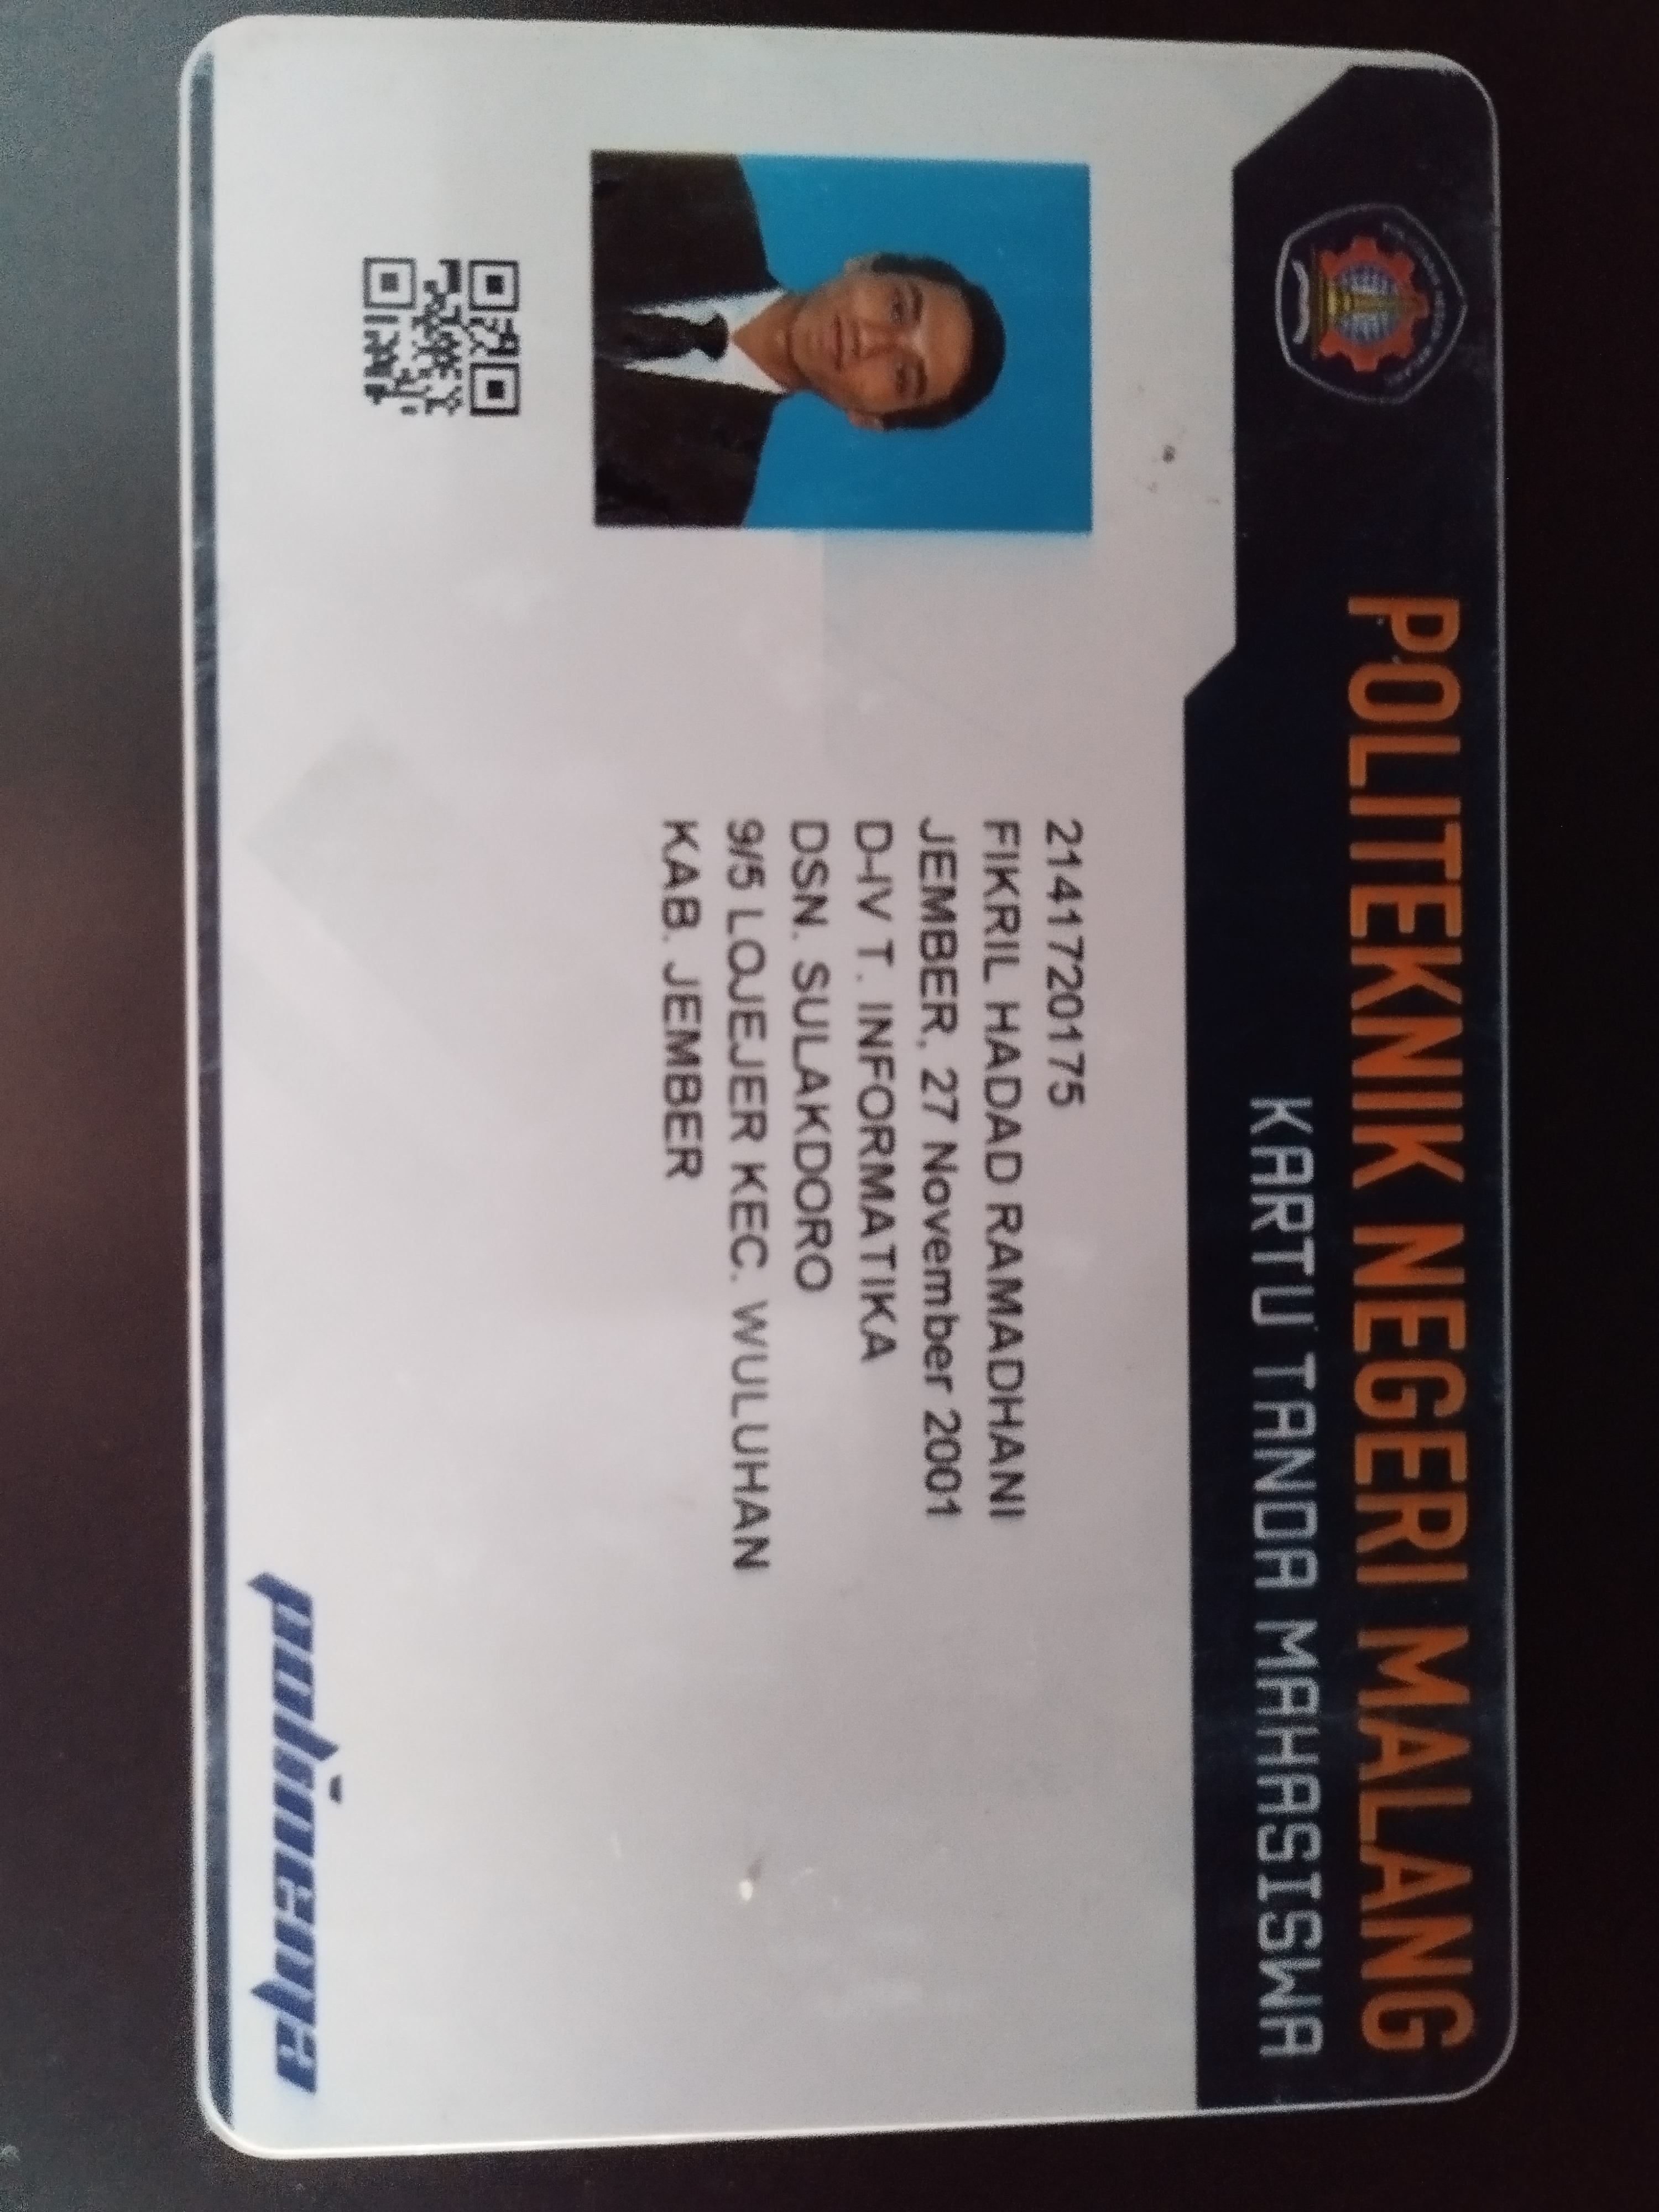 POLITEKNIK NEGERI MALANG
KARTU TANDA MAHASISWA
2141720175
FIKRIL HADAD RAMADHANI
JEMBER, 27 November 2001
D-IV T. INFORMATIKA
DSN. SULAKDORO
9/5 LOJEJER KEC. WULUHAN
KAB. JEMBER
polinema